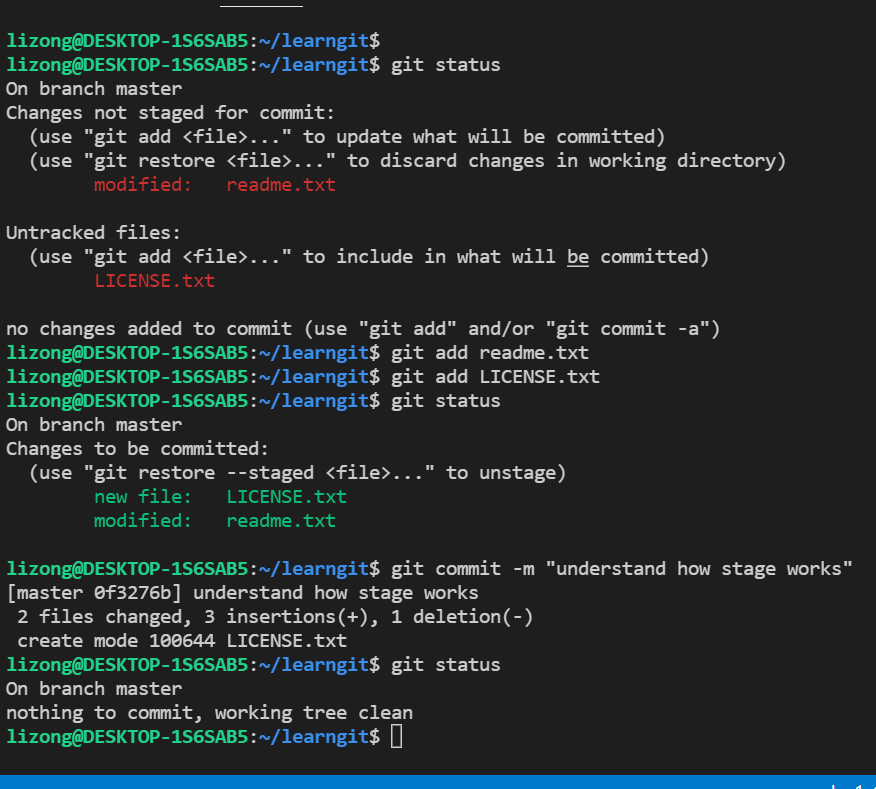 lizong@DESKTOP-1S6SAB5:~/learngit$
lizong@DESKTOP-1S6SAB5:~/learngit$ git status
On branch master
Changes not staged for commit:
  (use "git add <file>..." to update what will be committed)
  (use "git restore <file>..." to discard changes in working directory)
        modified:   readme.txt
Untracked files:
  (use "git add <file>..." to include in what will be committed)
        LICENSE.txt
no changes added to commit (use "git add" and/or "git commit -a")
lizong@DESKTOP-1S6SAB5:~/learngit$ git add readme.txt
lizong@DESKTOP-1S6SAB5:~/learngit$ git add LICENSE.txt
lizong@DESKTOP-1S6SAB5:~/learngit$ git status
On branch master
Changes to be committed:
  (use "git restore --staged <file>..." to unstage)
        new file:   LICENSE.txt
        modified:   readme.txt
lizong@DESKTOP-1S6SAB5:~/learngit$ git commit -m "understand how stage works"
[master 0f3276b] understand how stage works
 2 files changed, 3 insertions(+), 1 deletion(-)
 create mode 100644 LICENSE.txt
lizong@DESKTOP-1S6SAB5:~/learngit$ git status
On branch master
nothing to commit, working tree clean
lizong@DESKTOP-1S6SAB5:~/learngit$